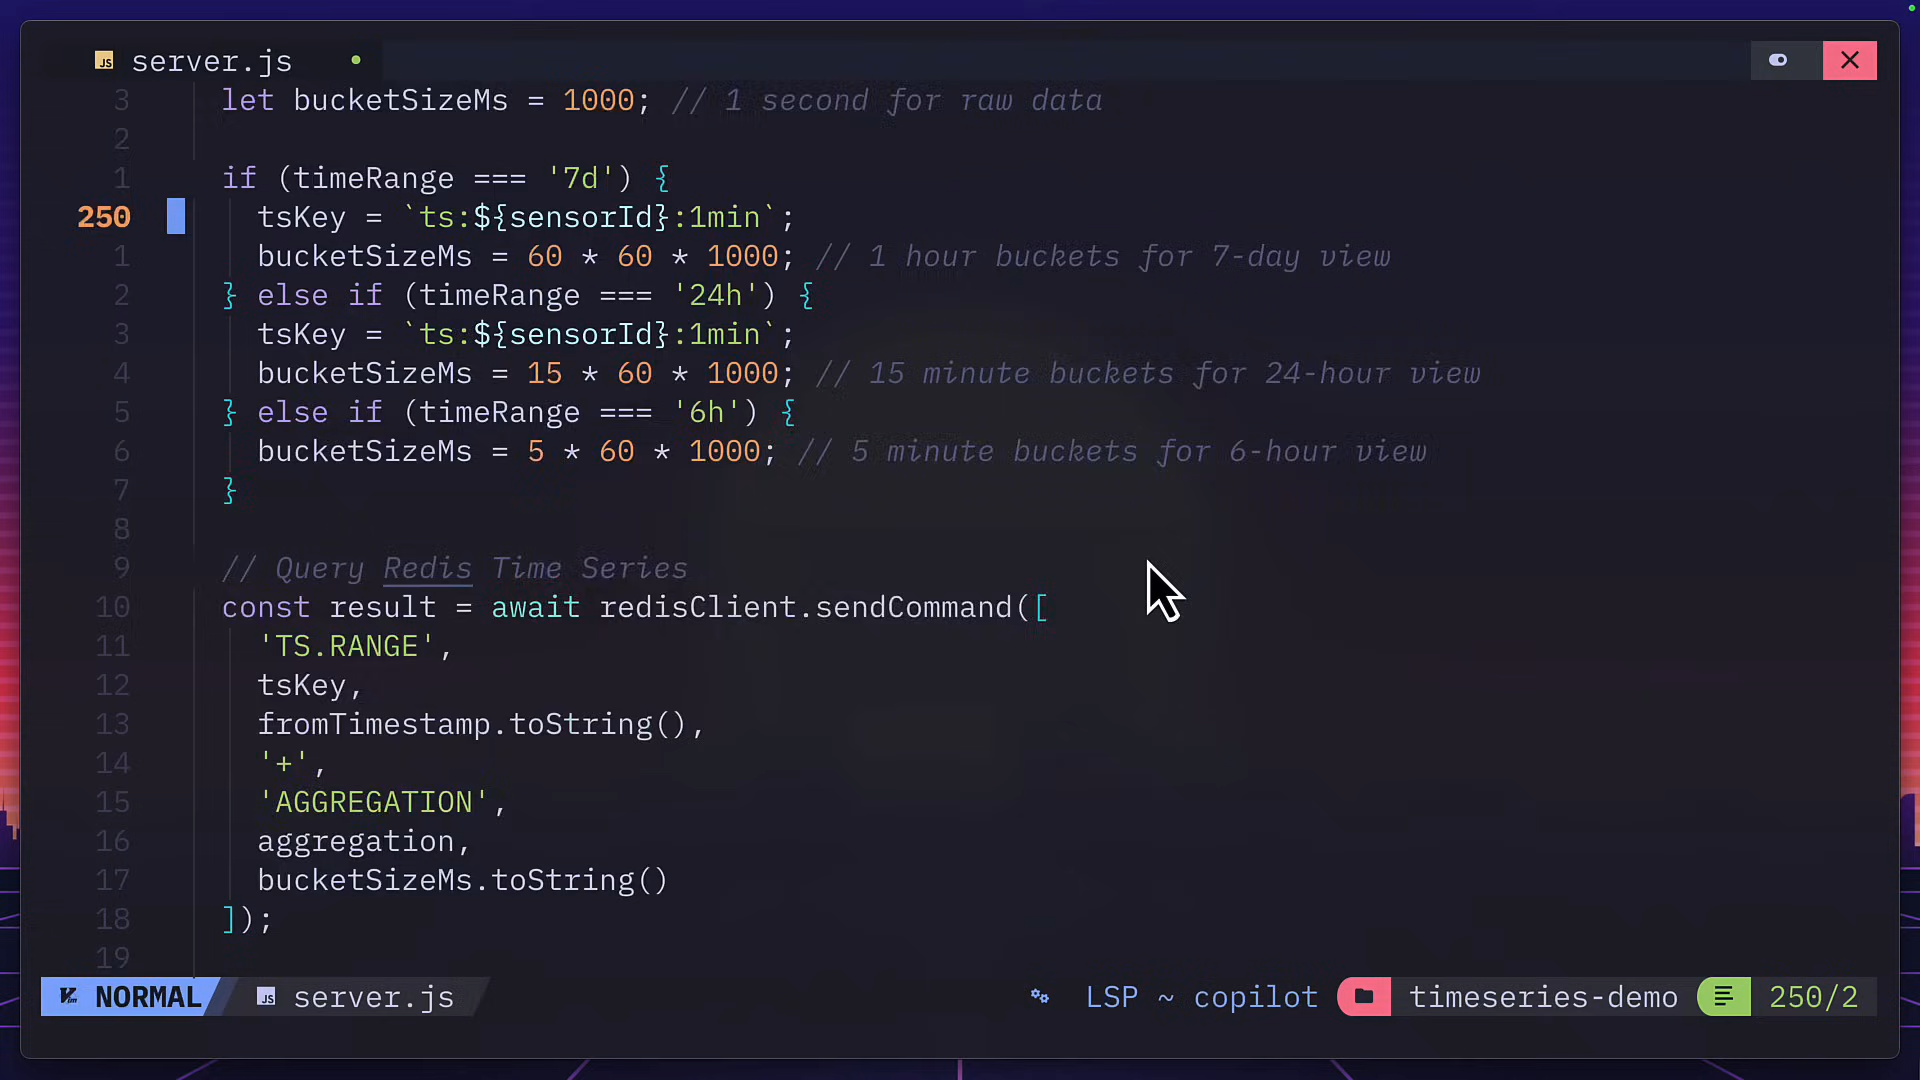 JS server.js
3 let bucketSizeMs = 1000; // 1 second for raw data
2
1 if (timeRange === '7d') {
250 tsKey = `ts:${sensorId}:1min`;
1 bucketSizeMs = 60 * 60 * 1000; // 1 hour buckets for 7-day view
2 } else if (timeRange === '24h') {
3 tsKey = `ts:${sensorId}:1min`;
4 bucketSizeMs = 15 * 60 * 1000; // 15 minute buckets for 24-hour view
5 } else if (timeRange === '6h') {
6 bucketSizeMs = 5 * 60 * 1000; // 5 minute buckets for 6-hour view
7 }
8
9 // Query Redis Time Series
10 const result = await redisClient.sendCommand([
11 'TS.RANGE',
12 tsKey,
13 fromTimestamp.toString(),
14 '+',
15 'AGGREGATION',
16 aggregation,
17 bucketSizeMs.toString()
18 ]);
19
NORMAL JS server.js LSP ~ copilot timeseries-demo 250/2